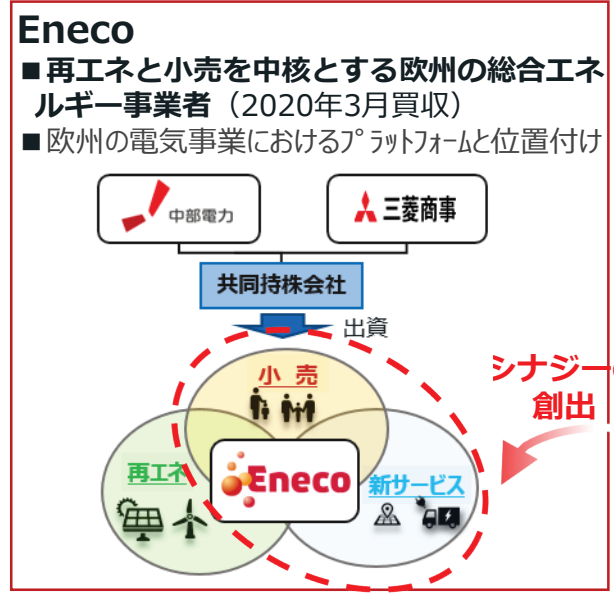 Eneco
■再エネと小売を中核とする欧州の総合エネ
ルギー事業者（2020年3月買収）
■欧州の電気事業におけるプラットフォームと位置付け
中部電力
三菱商事
共同持株会社
出資
小 売
シナジー
創出
再エネ
Eneco
新サービス